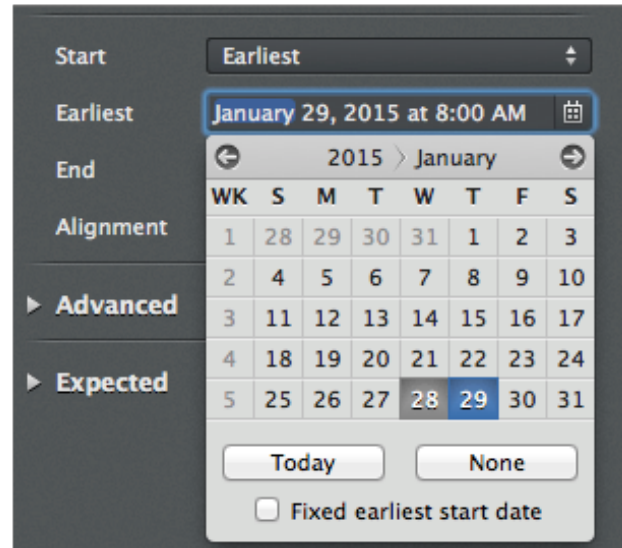 Start Earliest
Earliest January 29, 2015 at 8:00 AM
End 2015 January
WK S M T W T F S
Alignment 1 28 29 30 31 1 2 3
2 4 5 6 7 8 9 10
Advanced 3 11 12 13 14 15 16 17
4 18 19 20 21 22 23 24
Expected 5 25 26 27 28 29 30 31
Today None
Fixed earliest start date